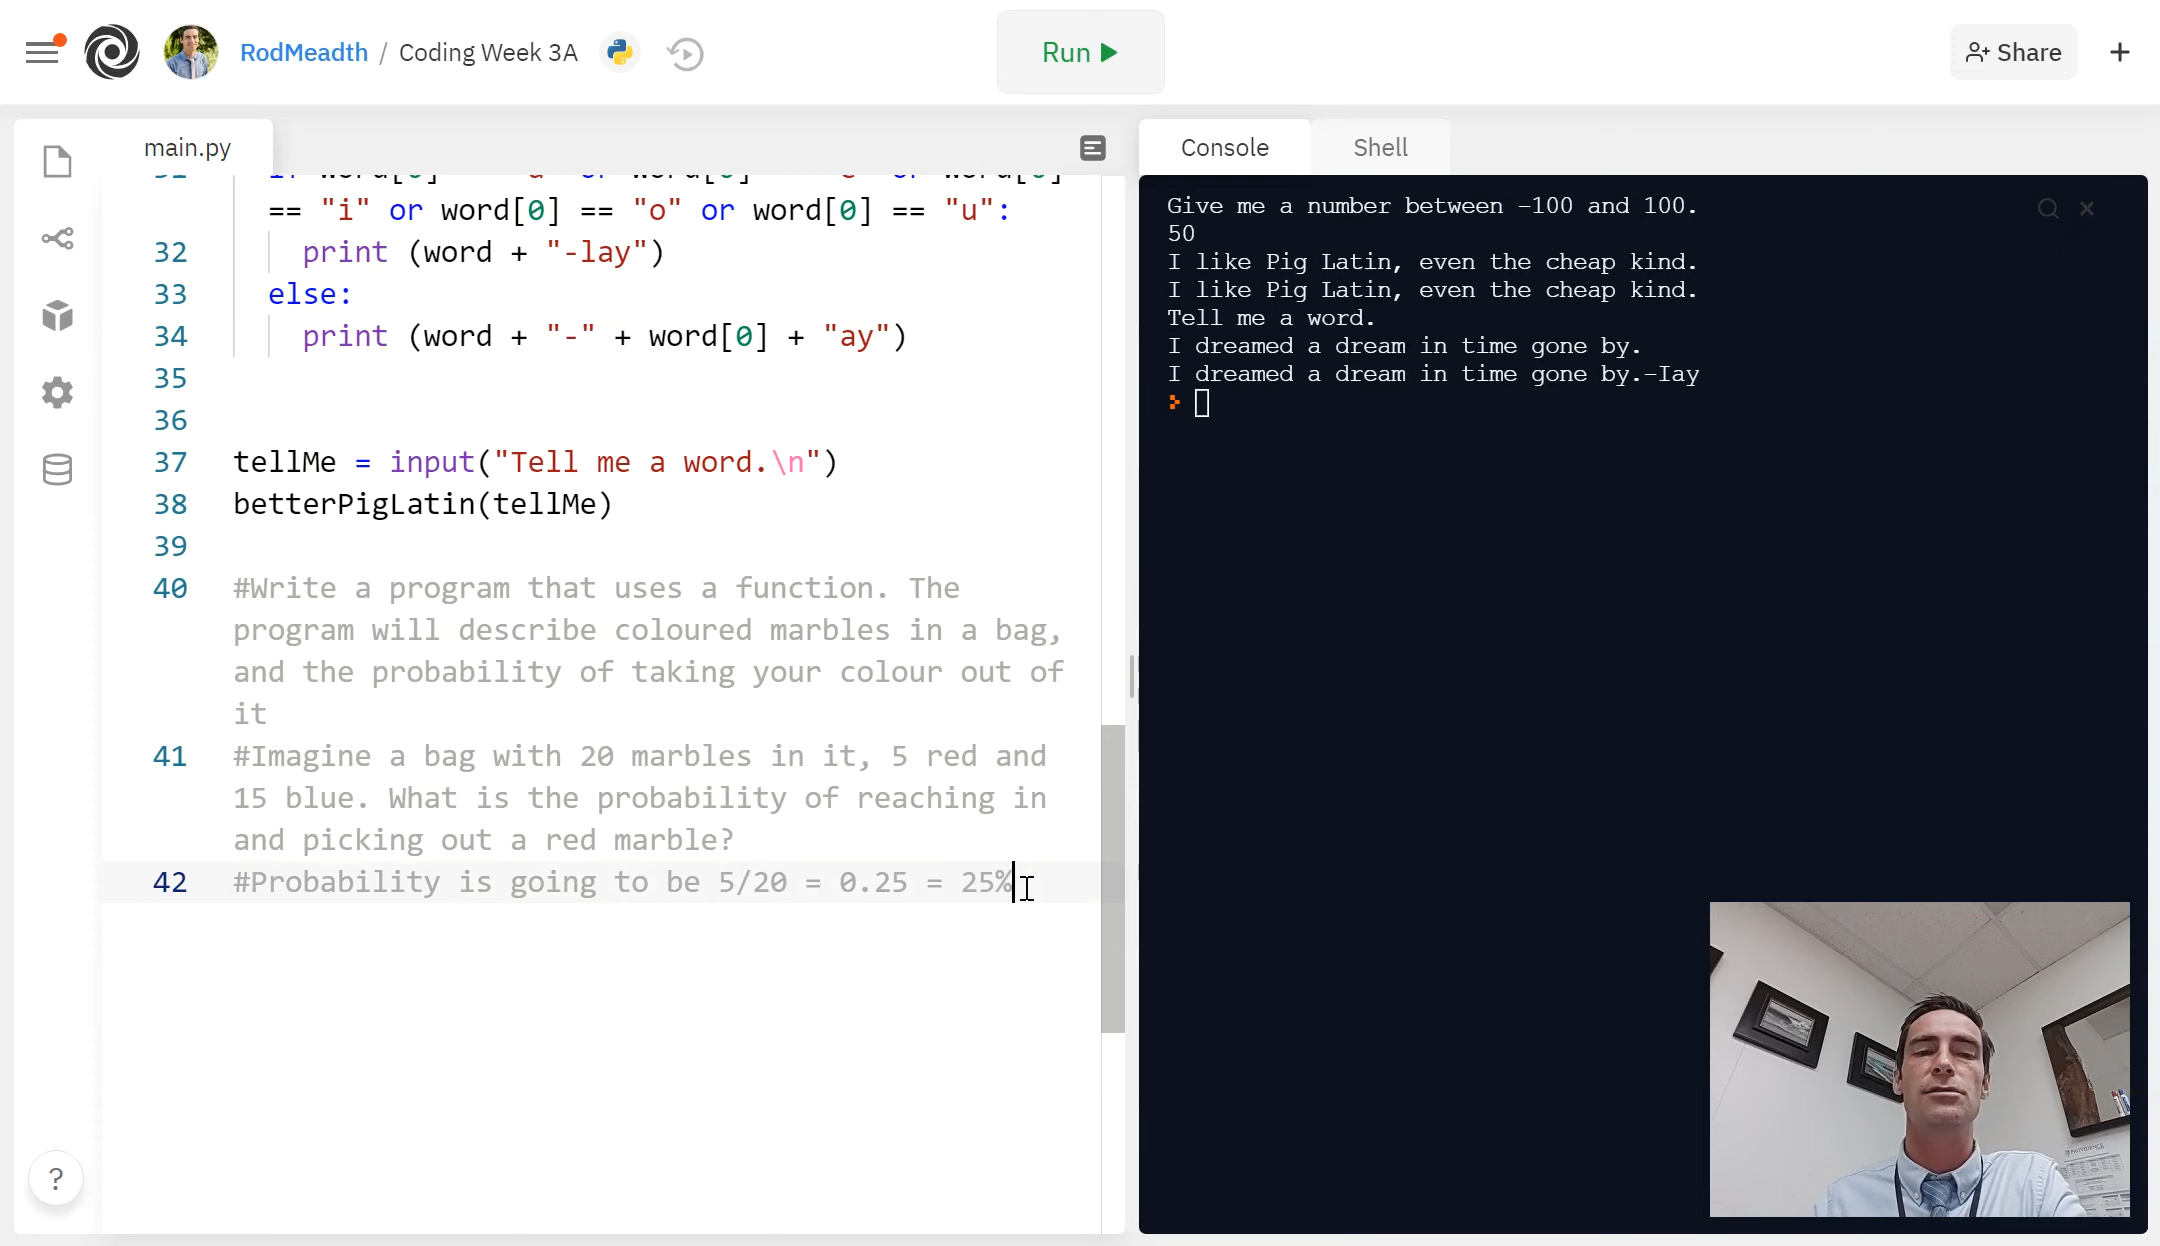 RodMeadth / Coding Week 3A
Run
Share
main.py
== "i" or word[0] == "o" or word[0] == "u":
32 print (word + "-lay")
33 else:
34 print (word + "-" + word[0] + "ay")
35
36
37 tellMe = input("Tell me a word.\n")
38 betterPigLatin(tellMe)
39
40 #Write a program that uses a function. The
program will describe coloured marbles in a bag,
and the probability of taking your colour out of
it
41 #Imagine a bag with 20 marbles in it, 5 red and
15 blue. What is the probability of reaching in
and picking out a red marble?
42 #Probability is going to be 5/20 = 0.25 = 25%
?
Console Shell
Give me a number between -100 and 100.
50
I like Pig Latin, even the cheap kind.
I like Pig Latin, even the cheap kind.
Tell me a word.
I dreamed a dream in time gone by.
I dreamed a dream in time gone by.-Iay
PROVIDENCE